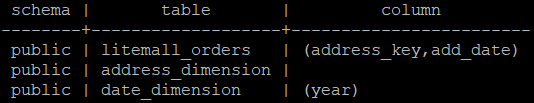 schema | table | column
--------+--------------------+-------------------------
public | litemall_orders | (address_key,add_date)
public | address_dimension |
public | date_dimension | (year)